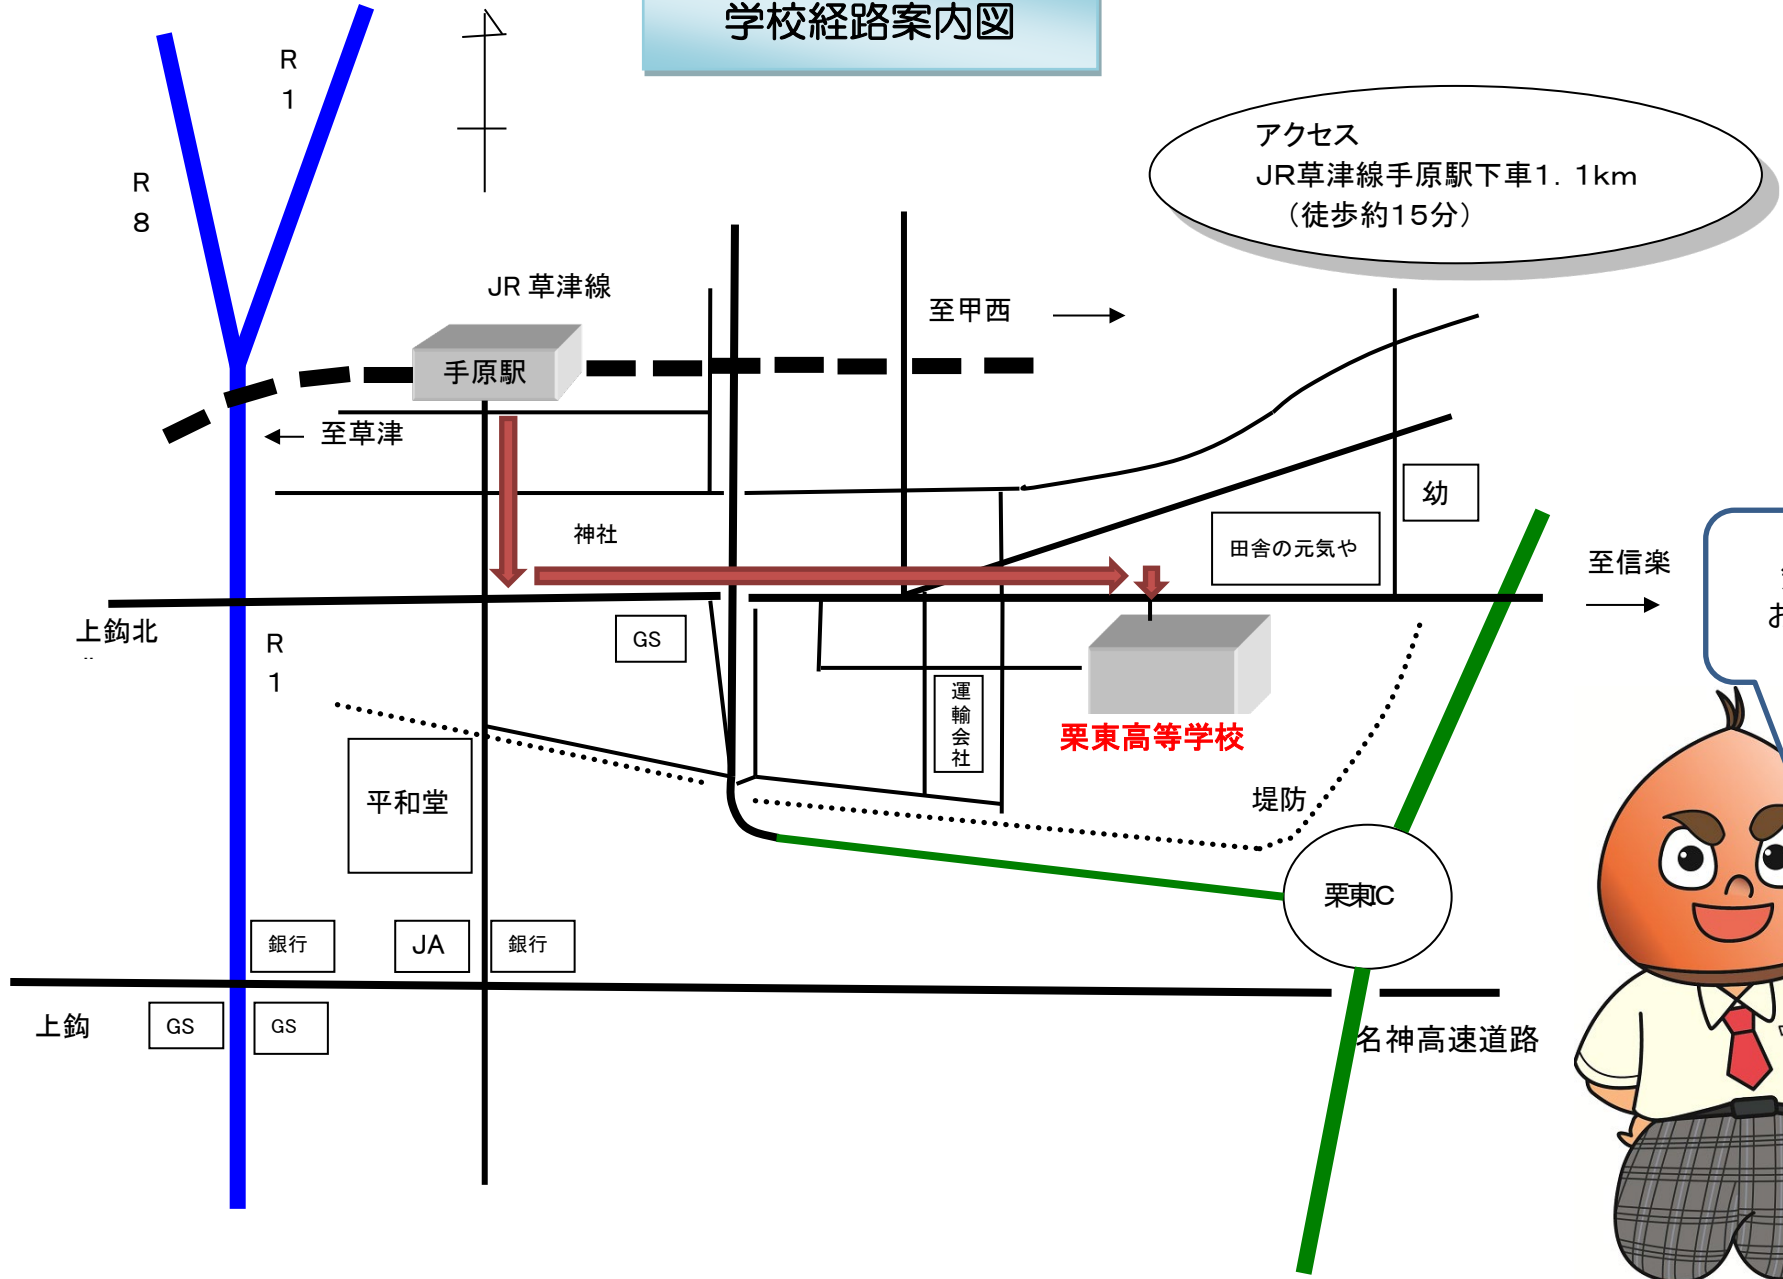 学校経路案内図
R
1
R
8
アクセス
JR草津線手原駅下車1．1km
（徒歩約15分）
JR 草津線
至甲西
手原駅
至草津
幼
神社
田舎の元気や
至信楽
お
上鈎北
R
1
GS
運輸会社
栗東高等学校
平和堂
堤防
栗東IC
銀行
JA
銀行
上鈎
GS
GS
名神高速道路